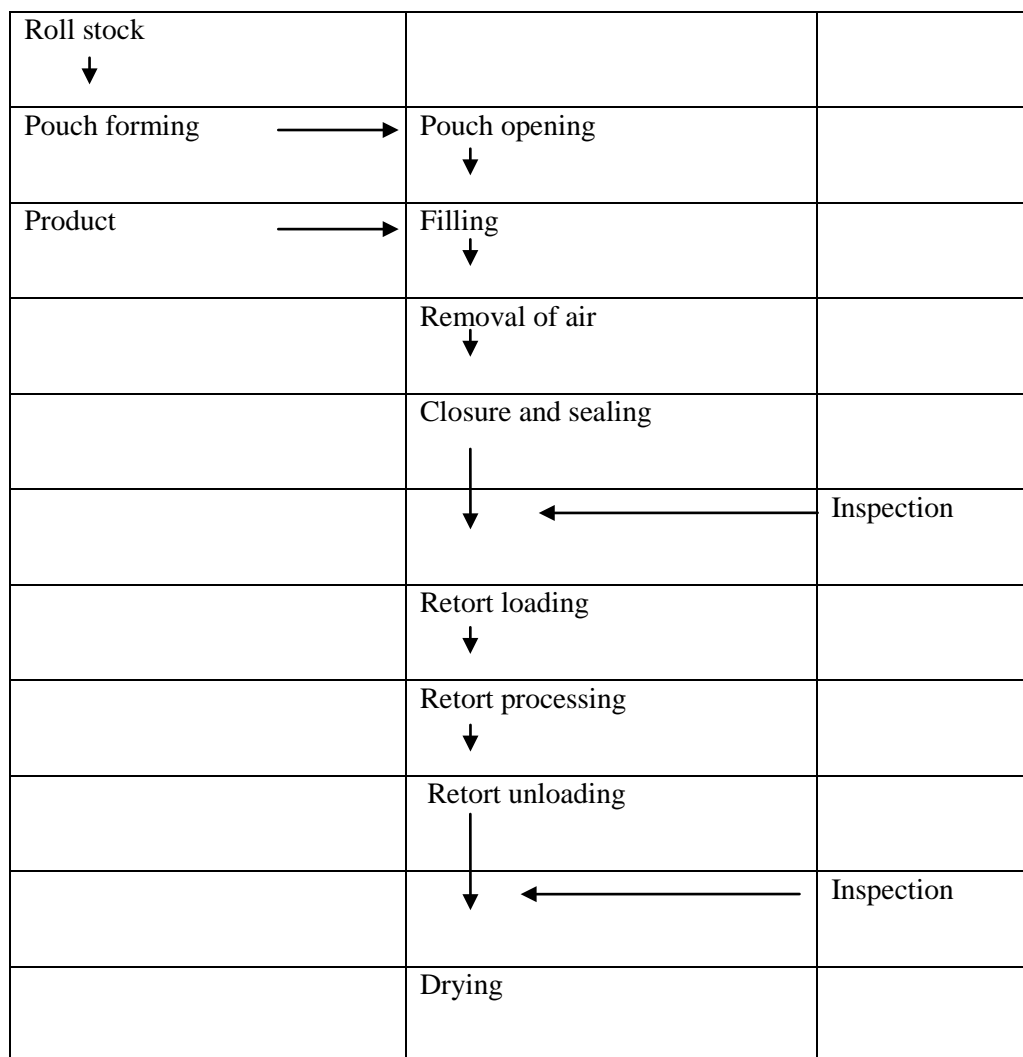 Roll stock
Pouch forming
Pouch opening
Product
Filling
Removal of air
Closure and sealing
Inspection
Retort loading
Retort processing
Retort unloading
Inspection
Drying